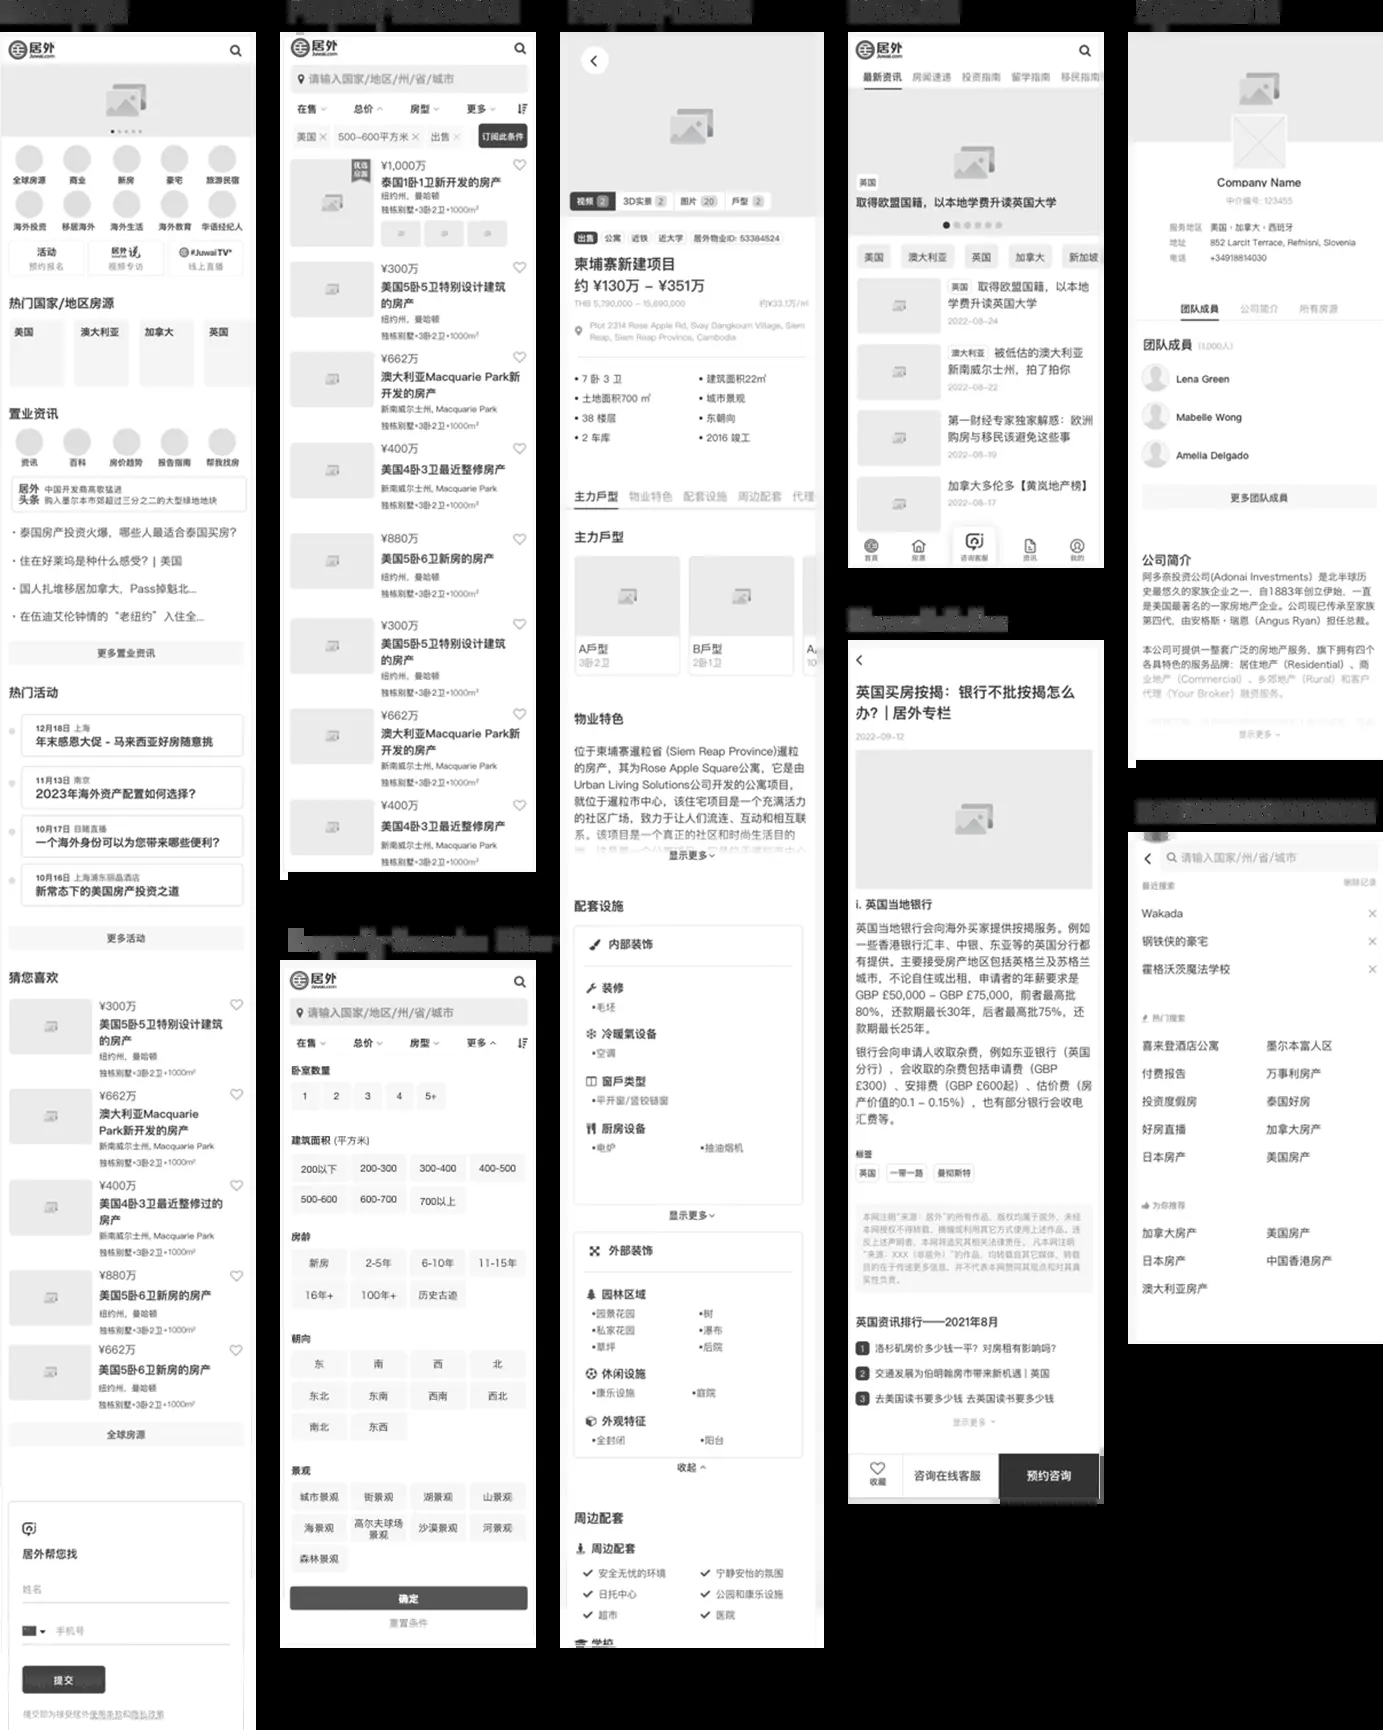 居外
Juwai.com
全球房源
商业
新房
豪宅
旅游民宿
海外投资
移居海外
海外生活
海外教育
华语经纪人
活动
预约报名
居外说
视频专访
#JuwaiTV*
线上直播
热门国家/地区房源
美国
澳大利亚
加拿大
英国
置业资讯
资讯
百科
房价趋势
报告指南
帮我找房
居外
头条
中国开发商高歌猛进
购入墨尔本市郊超过三分之二的大型绿地地块
·泰国房产投资火爆，哪些人最适合泰国买房？
·住在好莱坞是种什么感受？| 美国
·国人扎堆移居加拿大，Pass掉魁北...
·在伍迪艾伦钟情的“老纽约”入住全...
更多置业资讯
热门活动
12月18日 上海
年末感恩大促 - 马来西亚好房随意挑
11月13日 南京
2023年海外资产配置如何选择？
10月17日 日赌直播
一个海外身份可以为您带来哪些便利？
10月16日 上海浦东丽晶酒店
新常态下的美国房产投资之道
更多活动
猜您喜欢
¥300万
美国5卧5卫特别设计建筑
的房产
纽约州，曼哈顿
¥662万
澳大利亚Macquarie
Park新开发的房产
新南威尔士州, Macquarie Park
独栋别墅•3卧2卫•1000m²
¥400万
美国4卧3卫最近整修过的
房产
新南威尔士州, Macquarie Park
独栋别墅•3卧2卫•1000m²
¥880万
美国5卧6卫新房的房产
纽约州，曼哈顿
独栋别墅•3卧2卫•1000m²
¥662万
美国5卧6卫新房的房产
纽约州，曼哈顿
独栋别墅•3卧2卫•1000m²
全球房源
居外帮您找
姓名
手机号
提交
提交即为接受居外使用条款和隐私政策
居外
Juwai.com
请输入国家/地区/州/省/城市
在售
总价
房型
更多
美国
500-600平方米
出售
订阅此条件
优选
房源
¥1,000万
泰国1卧1卫新开发的房产
纽约州，曼哈顿
独栋别墅•3卧2卫•1000m²
¥300万
美国5卧5卫特别设计建筑
的房产
纽约州，曼哈顿
独栋别墅•3卧2卫•1000m²
¥662万
澳大利亚Macquarie Park新
开发的房产
新南威尔士州, Macquarie Park
独栋别墅•3卧2卫•1000m²
¥400万
美国4卧3卫最近整修房产
新南威尔士州, Macquarie Park
独栋别墅•3卧2卫•1000m²
¥880万
美国5卧6卫新房的房产
纽约州，曼哈顿
独栋别墅•3卧2卫•1000m²
¥300万
美国5卧5卫特别设计建筑
的房产
纽约州，曼哈顿
独栋别墅•3卧2卫•1000m²
¥662万
澳大利亚Macquarie Park新
开发的房产
新南威尔士州, Macquarie Park
独栋别墅•3卧2卫•1000m²
¥400万
美国4卧3卫最近整修房产
新南威尔士州, Macquarie Park
独栋别墅•3卧2卫•1000m²
居外
Juwai.com
请输入国家/地区/州/省/城市
在售
总价
房型
更多
卧室数量
1
2
3
4
5+
建筑面积 (平方米)
200以下
200-300
300-400
400-500
500-600
600-700
700以上
房龄
新房
2-5年
6-10年
11-15年
16年+
100年+
历史古迹
朝向
东
南
西
北
东北
东南
西南
西北
南北
东西
景观
城市景观
街景观
湖景观
山景观
海景观
高尔夫球场
景观
沙漠景观
河景观
森林景观
确定
重置条件
视频 2
3D实景 2
图片 20
戶型 2
出售
公寓
近铁
近大学
居外物业ID: 53384524
柬埔寨新建项目
约 ¥130万 – ¥351万
THB 5,790,000 – 15,690,000
约¥33.1万/㎡
Plot 2314 Rose Apple Rd, Svay Dangkoum Village, Siem
Reap, Siem Reap Province, Cambodia
• 7 卧 3 卫
• 建筑面积22㎡
• 土地面积700 ㎡
• 城市景观
• 38 楼层
• 东朝向
• 2 车库
• 2016 竣工
主力戶型
物业特色
配套设施
周边配套
代理
主力戶型
A戶型
3卧2卫
B戶型
2卧1卫
物业特色
位于柬埔寨暹粒省 (Siem Reap Province)暹粒
的房产，其为Rose Apple Square公寓，它是由
Urban Living Solutions公司开发的公寓项目，
就位于暹粒市中心，该住宅项目是一个充满活力
的社区广场，致力于让人们流连、互动和相互联
系。该项目是一个真正的社区和时尚生活目的
显示更多
配套设施
内部装饰
装修
•毛坯
冷暖氣设备
•空调
窗戶类型
•平开窗/竖铰链窗
厨房设备
•电炉
•抽油烟机
显示更多
外部装饰
园林区域
•园景花园
•树
•私家花园
•瀑布
•草坪
•后院
休闲设施
•康乐设施
•庭院
外观特征
•全封闭
•阳台
收起
周边配套
周边配套
安全无忧的环境
宁静安怡的氛围
日托中心
公园和康乐设施
超市
医院
学校
居外
Juwai.com
最新资讯
房闻速递
投资指南
留学指南
移民指南
英国
取得欧盟国籍，以本地学费升读英国大学
美国
澳大利亚
英国
加拿大
新加坡
英国 取得欧盟国籍，以本地
学费升读英国大学
2022-08-24
澳大利亚 被低估的澳大利亚
新南威尔士州，拍了拍你
2022-08-22
第一财经专家独家解惑：欧洲
购房与移民该避免这些事
2022-08-19
加拿大多伦多【黄岚地产榜】
2022-08-17
首頁
房源
咨询客服
资讯
我的
英国买房按揭：银行不批按揭怎么
办？| 居外专栏
2022-09-12
i. 英国当地银行
英国当地银行会向海外买家提供按揭服务。例如
一些香港银行汇丰、中银、东亚等的英国分行都
有提供。主要接受房产地区包括英格兰及苏格兰
城市，不论自住或出租，申请者的年薪要求是
GBP £50,000 – GBP £75,000，前者最高批
80%，还款期最长30年，后者最高批75%，还
款期最长25年。
银行会向申请人收取杂费，例如东亚银行（英国
分行），会收取的杂费包括申请费（GBP
£300）、安排费（GBP £600起）、估价费（房
产价值的0.1 – 0.15%），也有部分银行会收电
汇费等。
标签
英国
一带一路
曼彻斯特
本网注明“来源：居外”的所有作品，版权均属于居外，未经
本网授权不得转载、摘编或利用其它方式使用上述作品。违
反上述声明者，本网将追究其相关法律责任。 凡本网注明
“来源：XXX（非居外）”的作品，均转载自其它媒体，转载
目的在于传递更多信息，并不代表本网赞同其观点和对其真
实性负责。
英国资讯排行——2021年8月
1 洛杉矶房价多少钱一平？对房租有影响吗？
2 交通发展为伯明翰房市带来新机遇 | 英国
3 去美国读书要多少钱 去英国读书要多少钱
显示更多
收藏
咨询在线客服
预约咨询
Company Name
中介编号: 123455
服务地区 美国・加拿大・西班牙
地址 852 Larcit Terrace, Refnisni, Slovenia
电话 +34918814030
团队成員
公司简介
所有房源
团队成員 (1,000人)
Lena Green
Mabelle Wong
Amelia Delgado
更多团队成員
公司简介
阿多奈投资公司(Adonai Investments）是北半球历
史最悠久的家族企业之一，自1883年创立伊始，一直
是美国最著名的一家房地产企业。公司现已传承至家族
第四代，由安格斯・瑞恩（Angus Ryan）担任总裁。
本公司可提供一整套广泛的房地产服务，旗下拥有四个
各具特色的服务品牌：居住地产（Residential）、商
业地产（Commercial）、乡郊地产（Rural）和客户
代理（Your Broker）融资服务。
显示更多
请输入国家/州/省/城市
最近搜索
删除记录
Wakada
钢铁侠的豪宅
霍格沃茨魔法学校
热门搜索
喜来登酒店公寓
墨尔本富人区
付费报告
万事利房产
投资度假房
泰国好房
好房直播
加拿大房产
日本房产
美国房产
为你推荐
加拿大房产
美国房产
日本房产
中国香港房产
澳大利亚房产